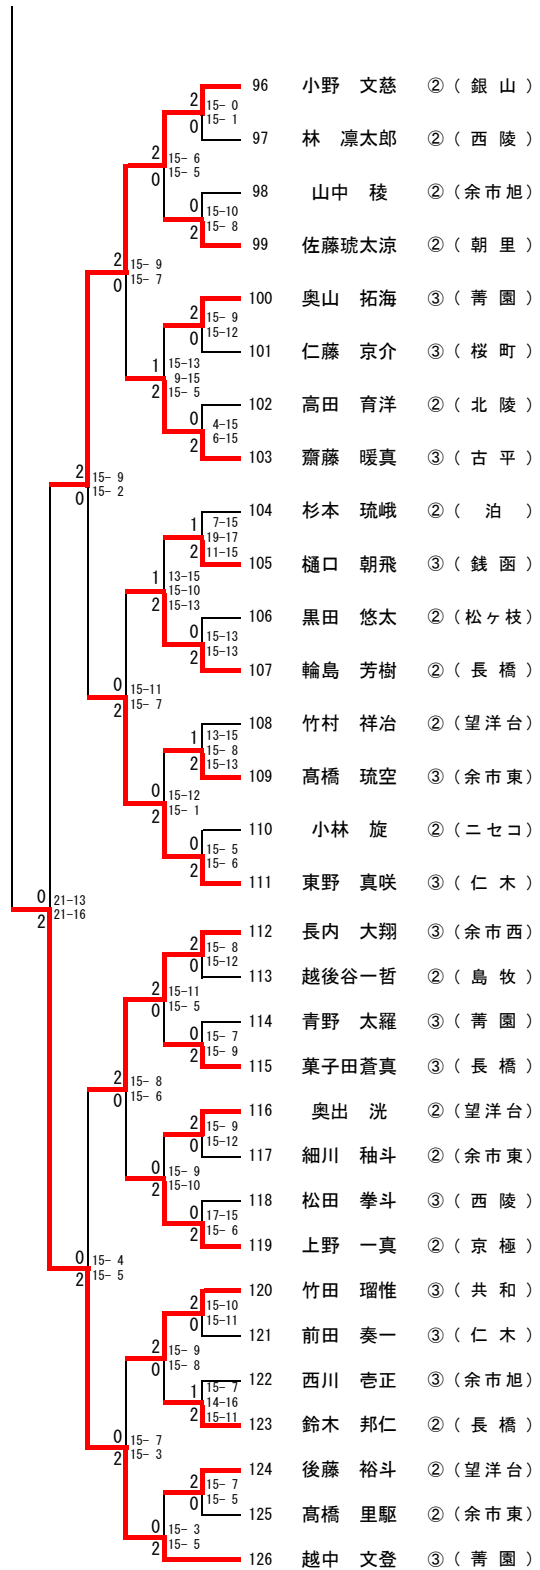 96 小野 文慈 ② ( 銀 山 )
2 15- 0
0 15- 1
97 林 凛太郎 ② ( 西 陵 )
2 15- 6
0 15- 5
98 山中 稜 ② (余市旭)
0 15-10
2 15- 8
99 佐藤琥太涼 ② ( 朝 里 )
2 15- 9
0 15- 7
100 奥山 拓海 ③ ( 菁 園 )
2 15- 9
0 15-12
101 仁藤 京介 ③ ( 桜 町 )
1 15-13
9-15
2 15- 5
102 高田 育洋 ② ( 北 陵 )
0 4-15
2 6-15
103 齋藤 暖真 ③ ( 古 平 )
2 15- 9
0 15- 2
104 杉本 琉峨 ② ( 泊 )
1 7-15
19-17
2 11-15
105 樋口 朝飛 ③ ( 銭 函 )
1 13-15
15-10
2 15-13
106 黒田 悠太 ② (松ヶ枝)
0 15-13
2 15-13
107 輪島 芳樹 ② ( 長 橋 )
0 15-11
2 15- 7
108 竹村 祥冶 ② (望洋台)
1 13-15
15- 8
2 15-13
109 髙橋 琉空 ③ (余市東)
0 15-12
2 15- 1
110 小林 旋 ② (ニセコ)
0 15- 5
2 15- 6
111 東野 真咲 ③ ( 仁 木 )
0 21-13
2 21-16
112 長内 大翔 ③ (余市西)
2 15- 8
0 15-12
113 越後谷一哲 ② ( 島 牧 )
2 15-11
0 15- 5
114 青野 太羅 ③ ( 菁 園 )
0 15- 7
2 15- 9
115 菓子田蒼真 ③ ( 長 橋 )
2 15- 8
0 15- 6
116 奥出 洸 ② (望洋台)
2 15- 9
0 15-12
117 細川 秞斗 ② (余市東)
0 15- 9
2 15-10
118 松田 拳斗 ③ ( 西 陵 )
0 17-15
2 15- 6
119 上野 一真 ② ( 京 極 )
0 15- 4
2 15- 5
120 竹田 瑠惟 ③ ( 共 和 )
2 15-10
0 15-11
121 前田 奏一 ③ ( 仁 木 )
2 15- 9
0 15- 8
122 西川 壱正 ③ (余市旭)
1 15- 7
14-16
2 15-11
123 鈴木 邦仁 ② ( 長 橋 )
0 15- 7
2 15- 3
124 後藤 裕斗 ② (望洋台)
2 15- 7
0 15- 5
125 髙橋 里駆 ② (余市東)
0 15- 3
2 15- 5
126 越中 文登 ③ ( 菁 園 )